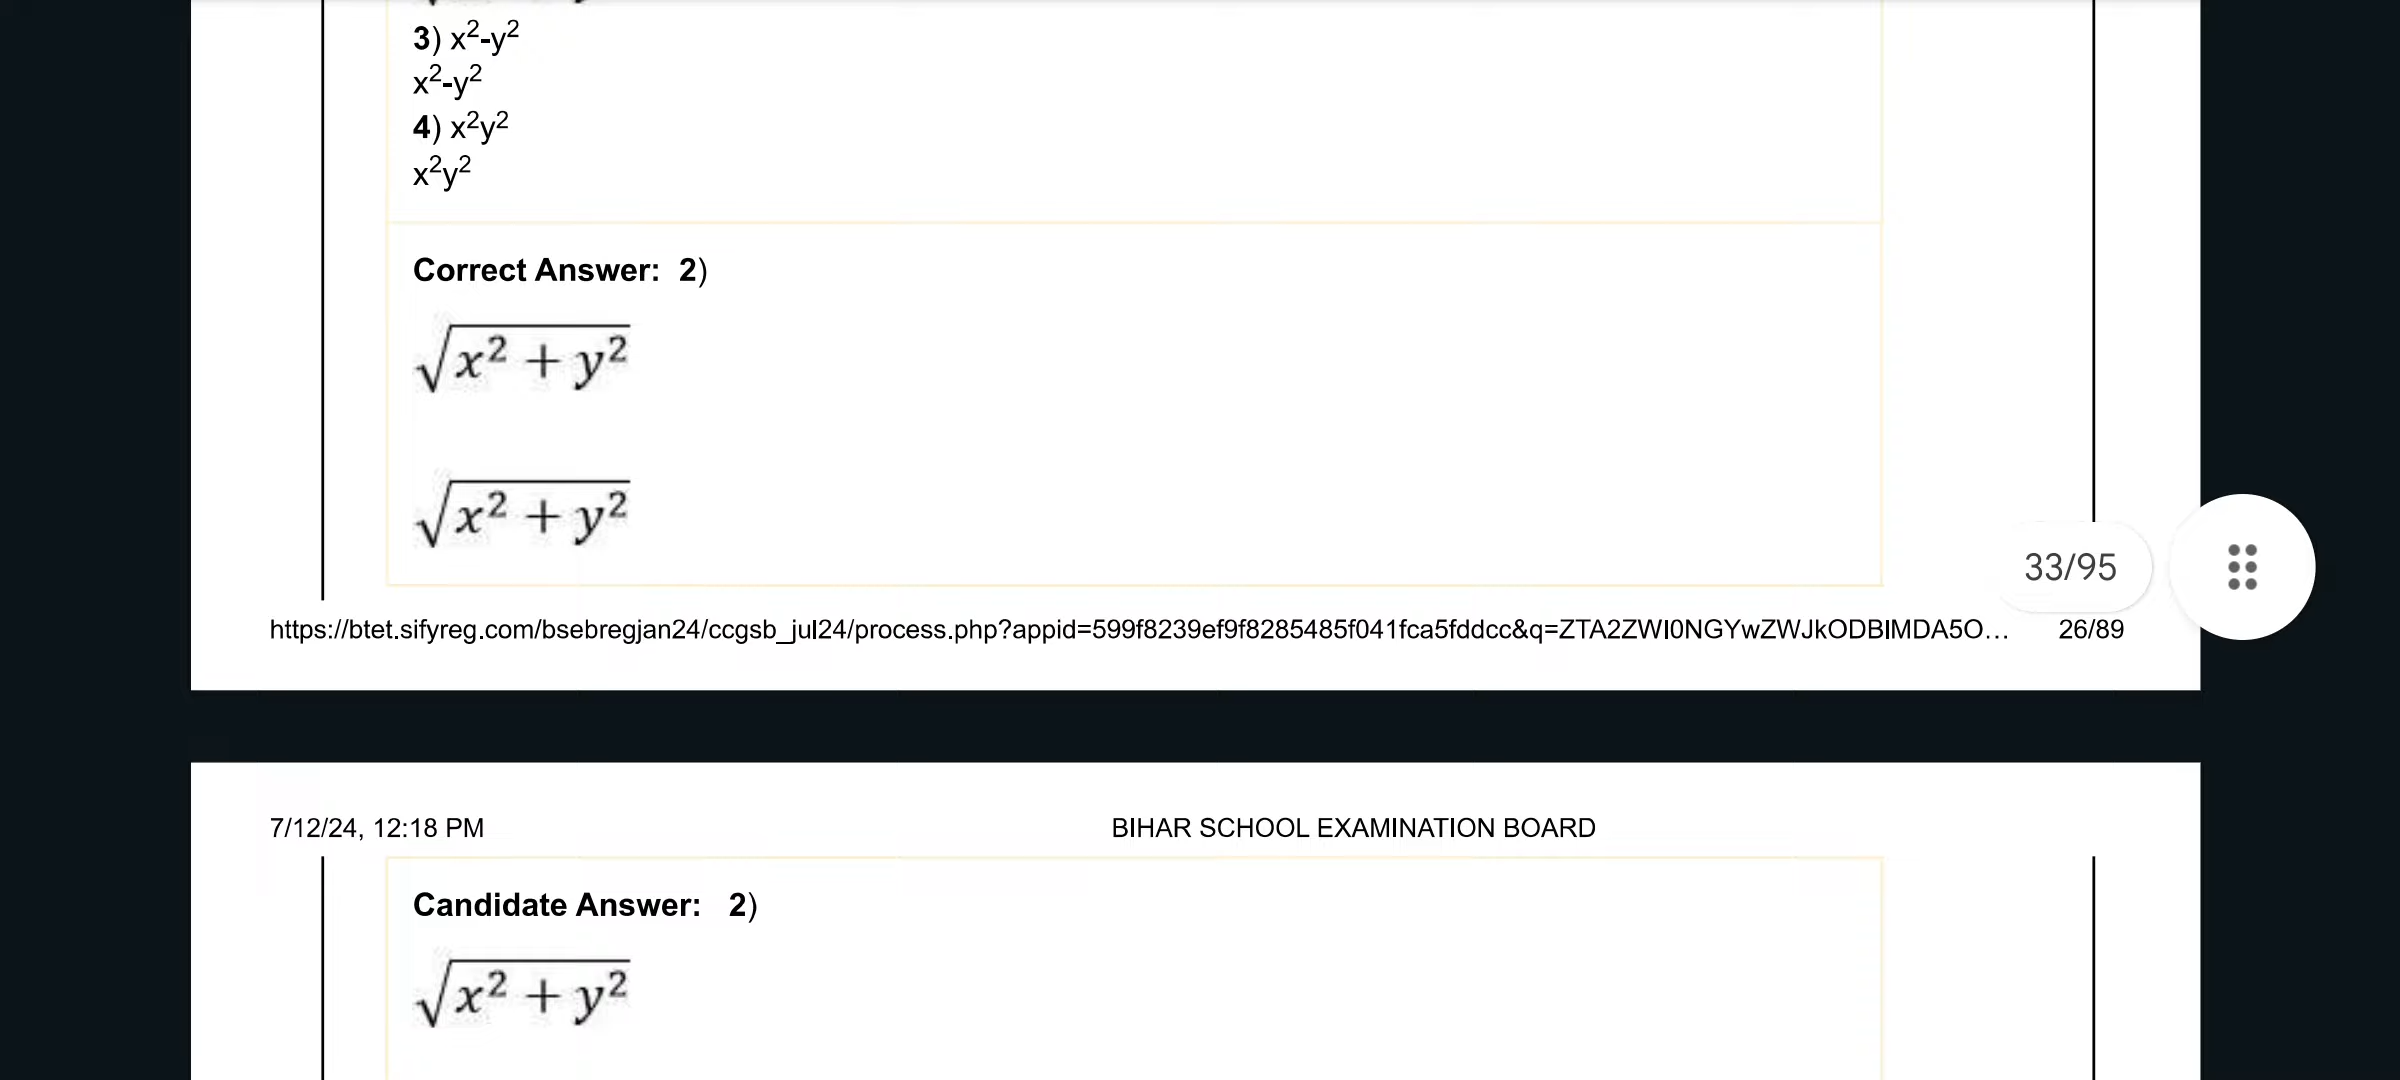 3) x²-y²
x²-y²
4) x²y²
x²y²
Correct Answer: 2)
√(x² + y²)
√(x² + y²)
33/95
https://btet.sifyreg.com/bsebregjan24/ccgsb_jul24/process.php?appid=599f8239ef9f8285485f041fca5fddcc&q=ZTA2ZWI0NGYwZWJkODBlMDA5O… 26/89
7/12/24, 12:18 PM BIHAR SCHOOL EXAMINATION BOARD
Candidate Answer: 2)
√(x² + y²)